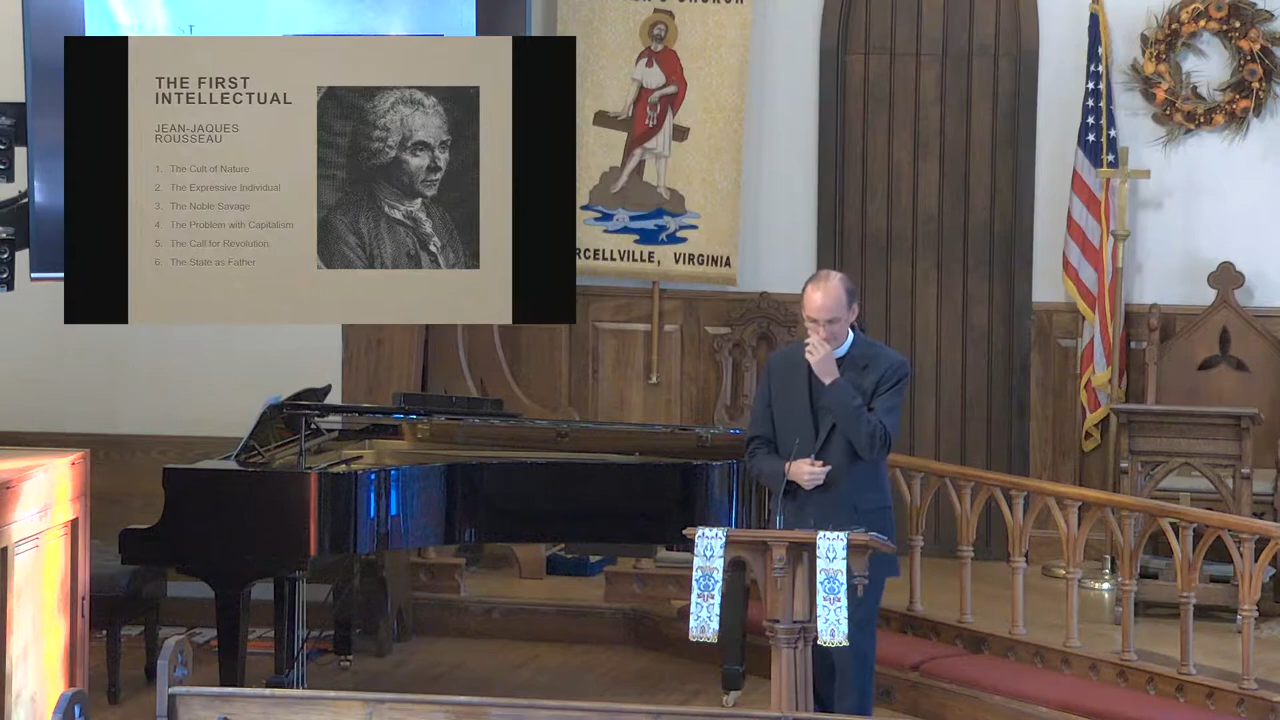 THE FIRST
INTELLECTUAL
JEAN-JAQUES
ROUSSEAU
1. The Cult of Nature
2. The Expressive Individual
3. The Noble Savage
4. The Problem with Capitalism
5. The Call for Revolution
6. The State as Father
CHURCH
RCELLVILLE, VIRGINIA